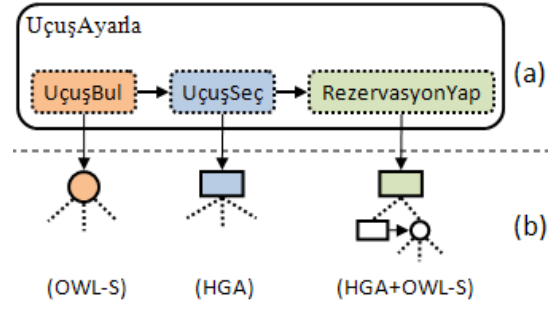 UçuşAyarla
UçuşBul
UçuşSeç
RezervasyonYap
(a)
(b)
(OWL-S)
(HGA)
(HGA+OWL-S)